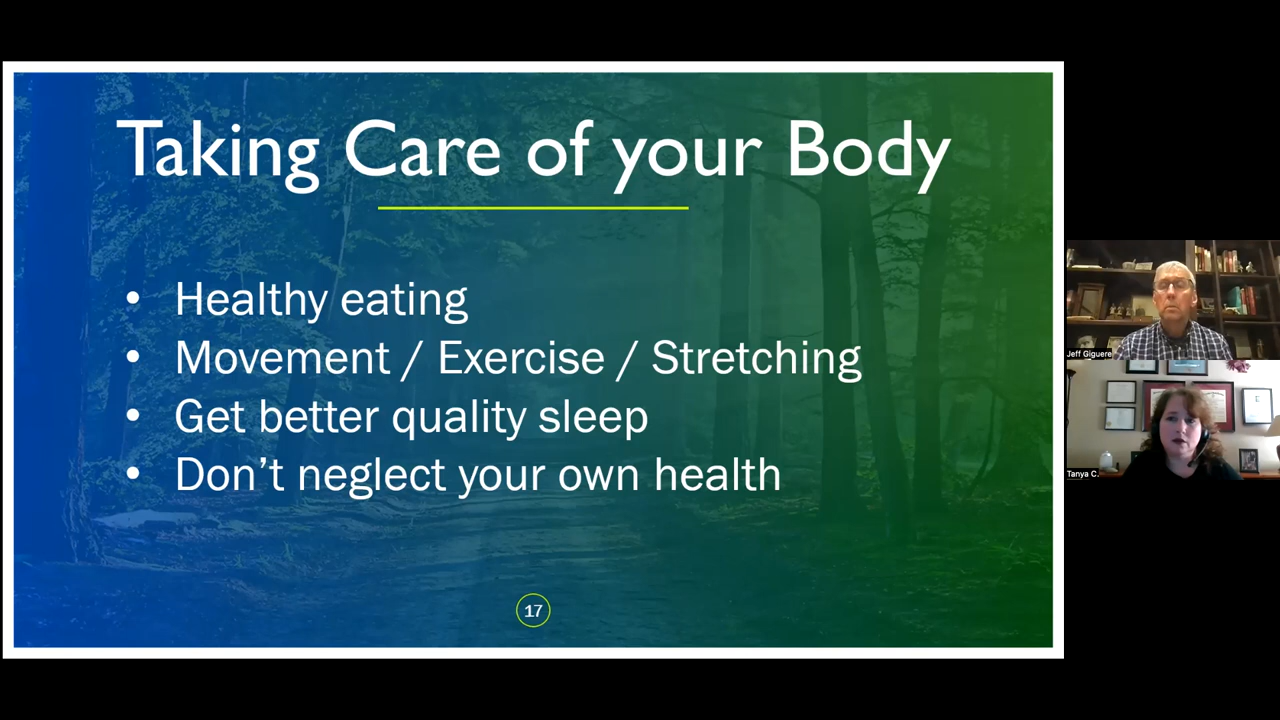 Taking Care of your Body
• Healthy eating
• Movement / Exercise / Stretching
• Get better quality sleep
• Don’t neglect your own health
17
Jeff Giguere
Tanya C.